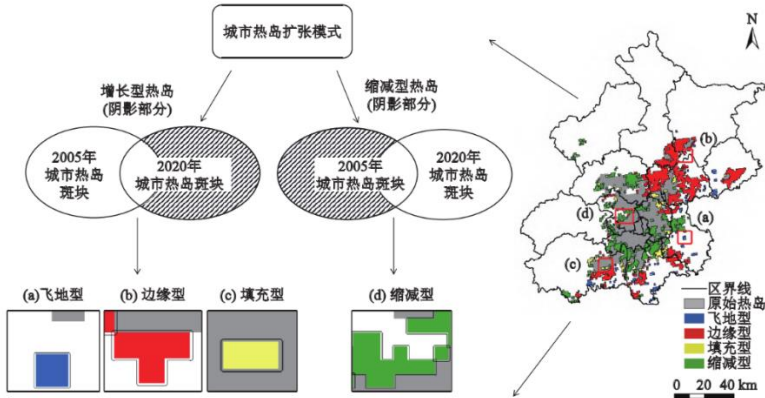 城市热岛扩张模式
增长型热岛
(阴影部分)
缩减型热岛
(阴影部分)
2005年
城市热岛
斑块
2020年
城市热岛斑块
2005年
城市热岛斑块
2020年
城市热岛
斑块
(a)飞地型
(b) 边缘型
(c) 填充型
(d) 缩减型
N
(b)
(d)
(a)
(c)
区界线
原始热岛
飞地型
边缘型
填充型
缩减型
0 20 40 km